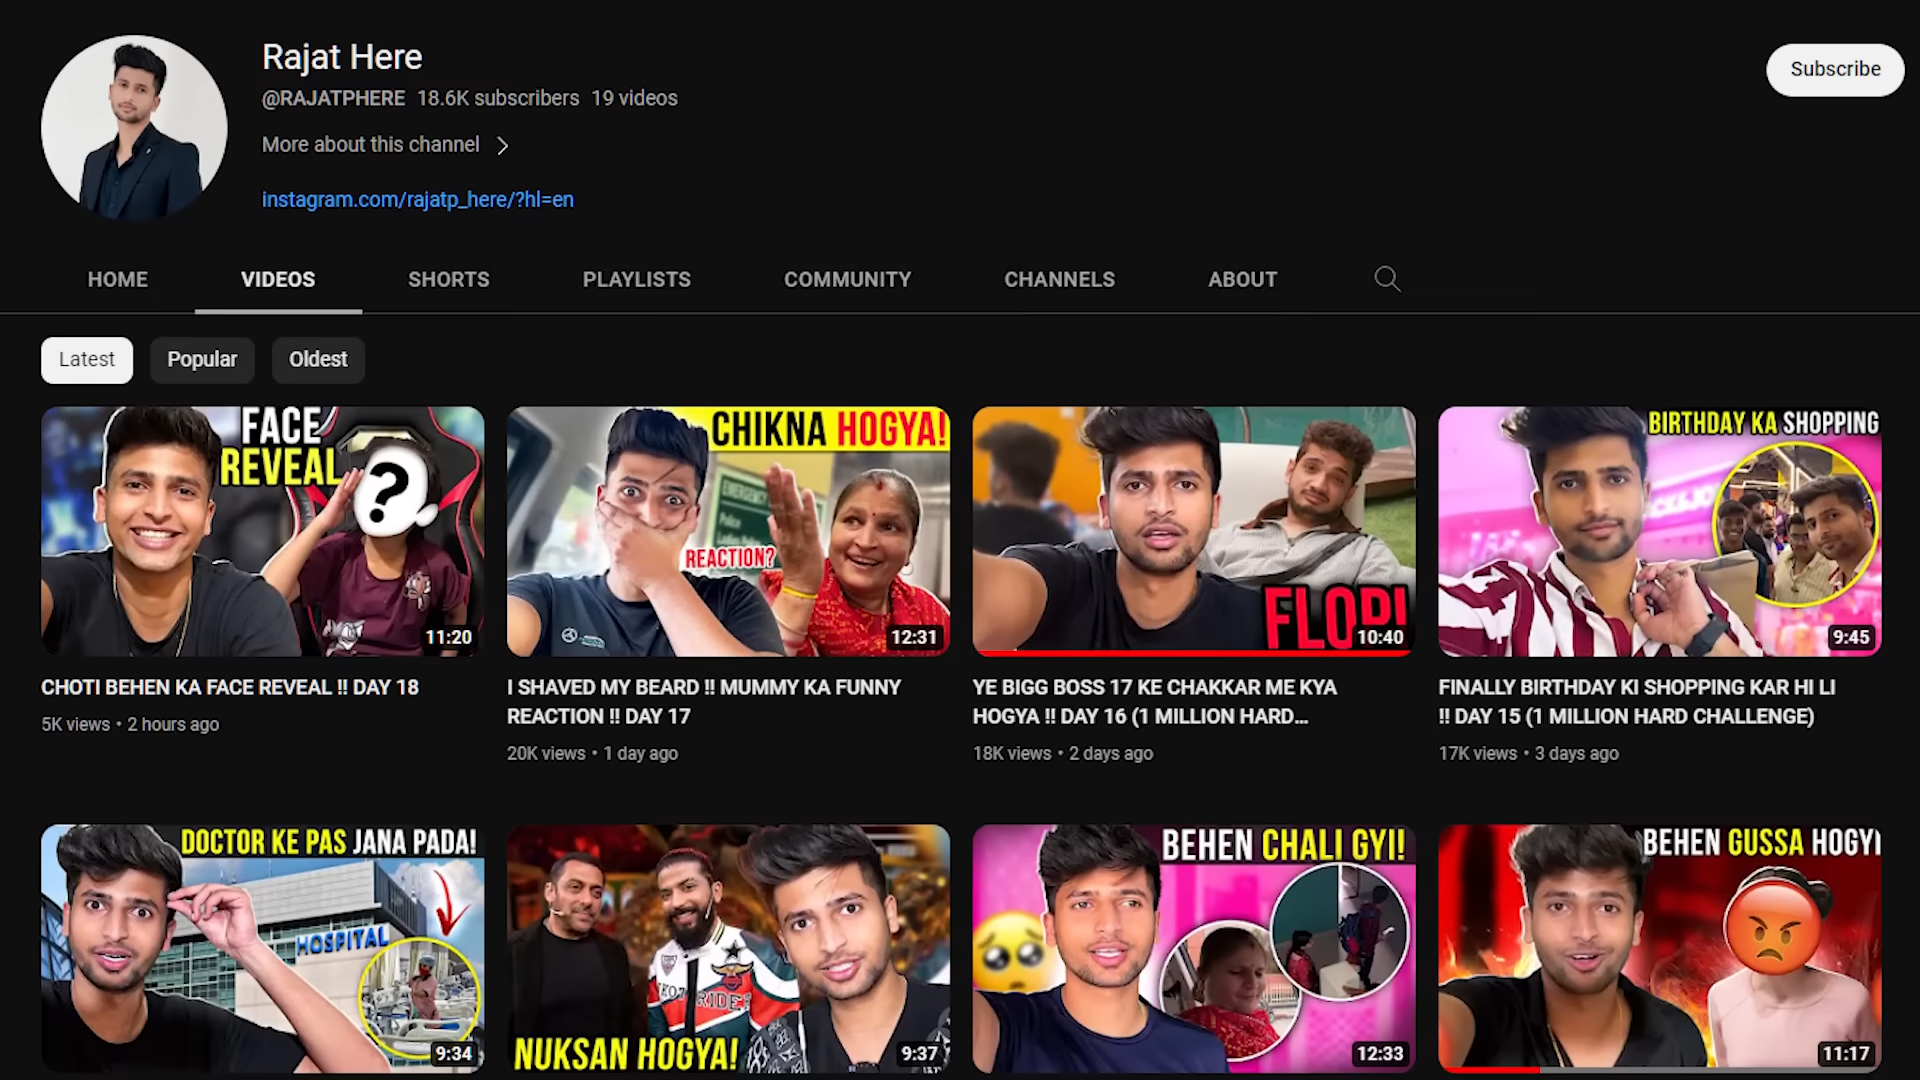 Rajat Here
@RAJATPHERE 18.6K subscribers 19 videos
More about this channel
instagram.com/rajatp_here/?hl=en
Subscribe
HOME VIDEOS SHORTS PLAYLISTS COMMUNITY CHANNELS ABOUT
Latest Popular Oldest
FACE
REVEAL
?
11:20
CHIKNA HOGYA!
EMERGENCY
Police
REACTION?
12:31
FLOP!
10:40
BIRTHDAY KA SHOPPING
9:45
CHOTI BEHEN KA FACE REVEAL !! DAY 18
5K views • 2 hours ago
I SHAVED MY BEARD !! MUMMY KA FUNNY
REACTION !! DAY 17
20K views • 1 day ago
YE BIGG BOSS 17 KE CHAKKAR ME KYA
HOGYA !! DAY 16 (1 MILLION HARD...
18K views • 2 days ago
FINALLY BIRTHDAY KI SHOPPING KAR HI LI
!! DAY 15 (1 MILLION HARD CHALLENGE)
17K views • 3 days ago
DOCTOR KE PAS JANA PADA!
HOSPITAL
9:34
NUKSAN HOGYA!
9:37
BEHEN CHALI GYI!
12:33
BEHEN GUSSA HOGYI
11:17